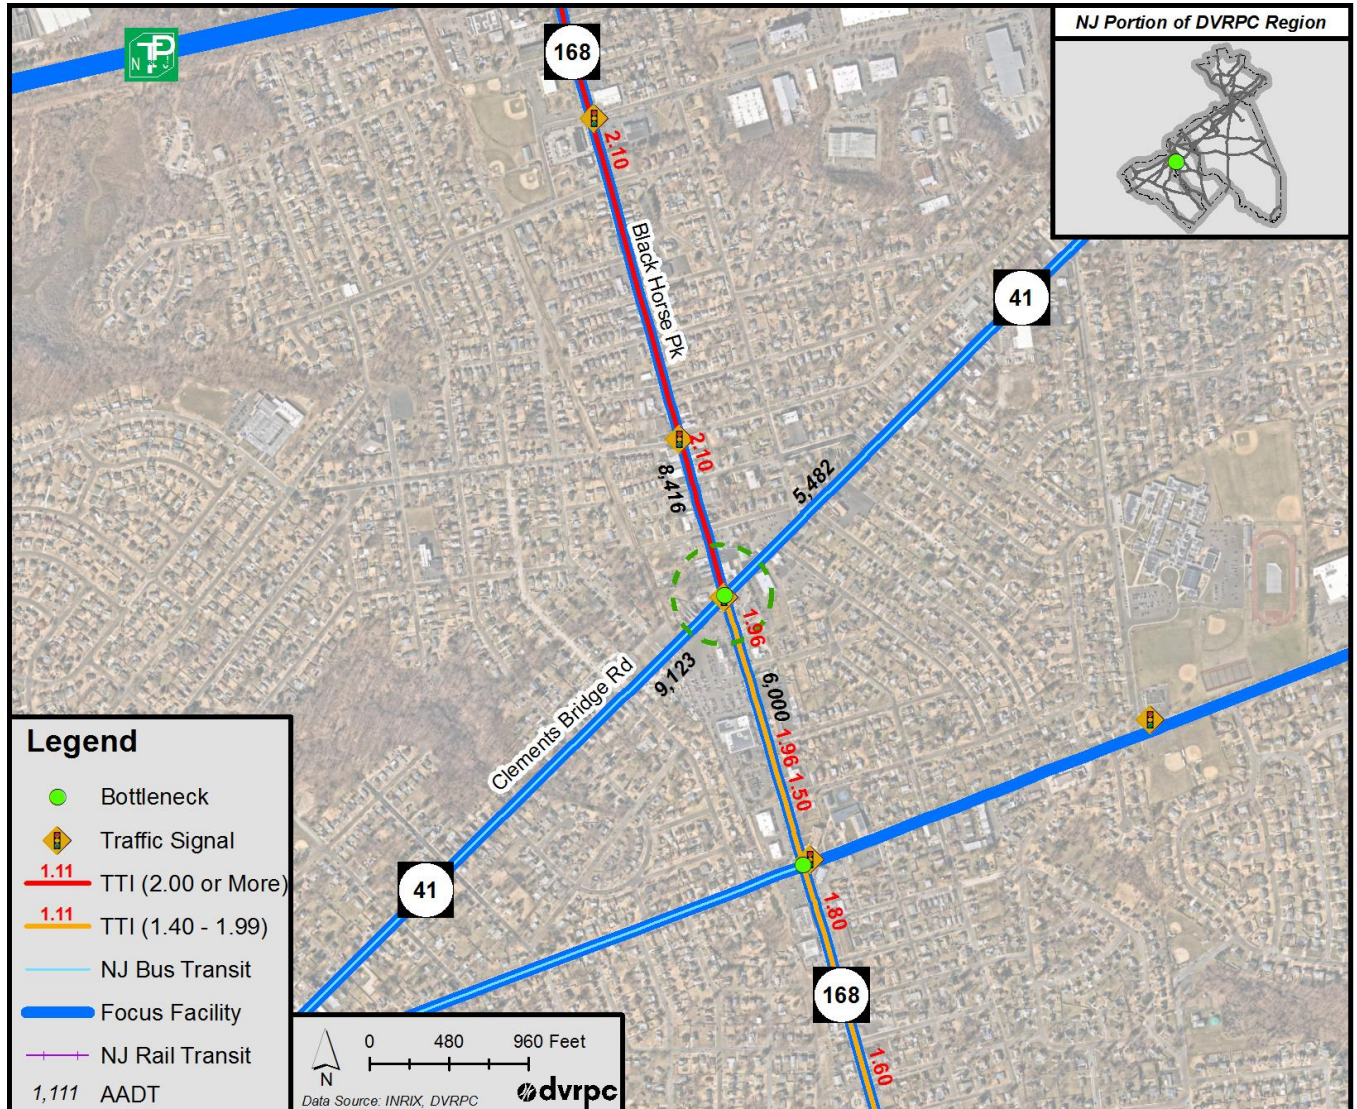 NJ Portion of DVRPC Region
TP
N J
168
2.10
Black Horse Pk
41
2.10
8,416
5,482
1.96
9,123
6,000
Clements Bridge Rd
1.96
1.50
41
1.80
168
1.60
Legend
Bottleneck
Traffic Signal
1.11 TTI (2.00 or More)
1.11 TTI (1.40 - 1.99)
NJ Bus Transit
Focus Facility
NJ Rail Transit
1,111 AADT
N
0 480 960 Feet
Data Source: INRIX, DVRPC
dvrpc